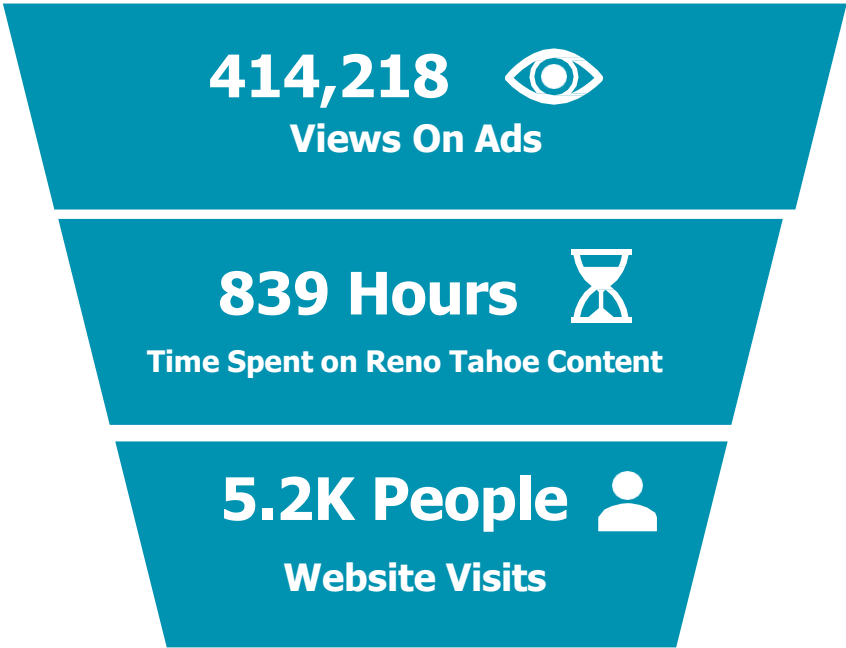 414,218
Views On Ads
839 Hours
Time Spent on Reno Tahoe Content
5.2K People
Website Visits